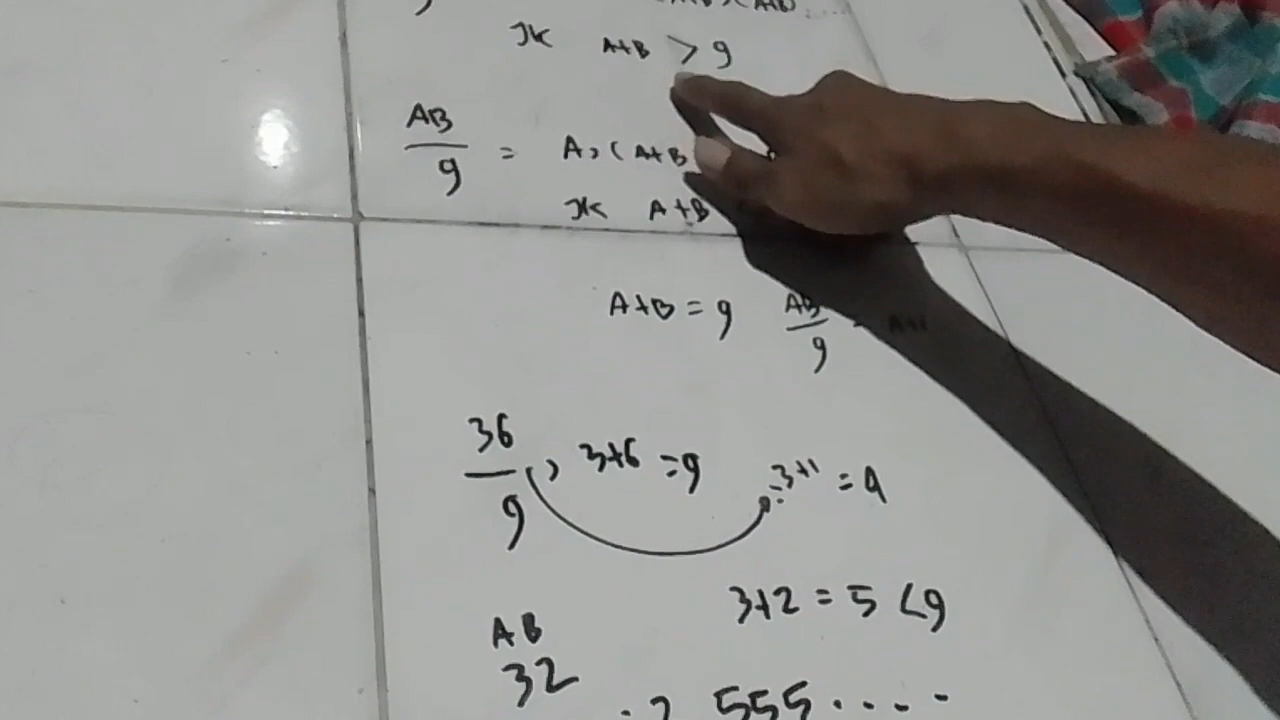 JK A+B > 9
AB/9 = A,(A+B
JK A+B
A+B = 9 AB/9 =
36/9 , 3+6 = 9 3+1 = 4
3+2 = 5 < 9
AB
32
555....